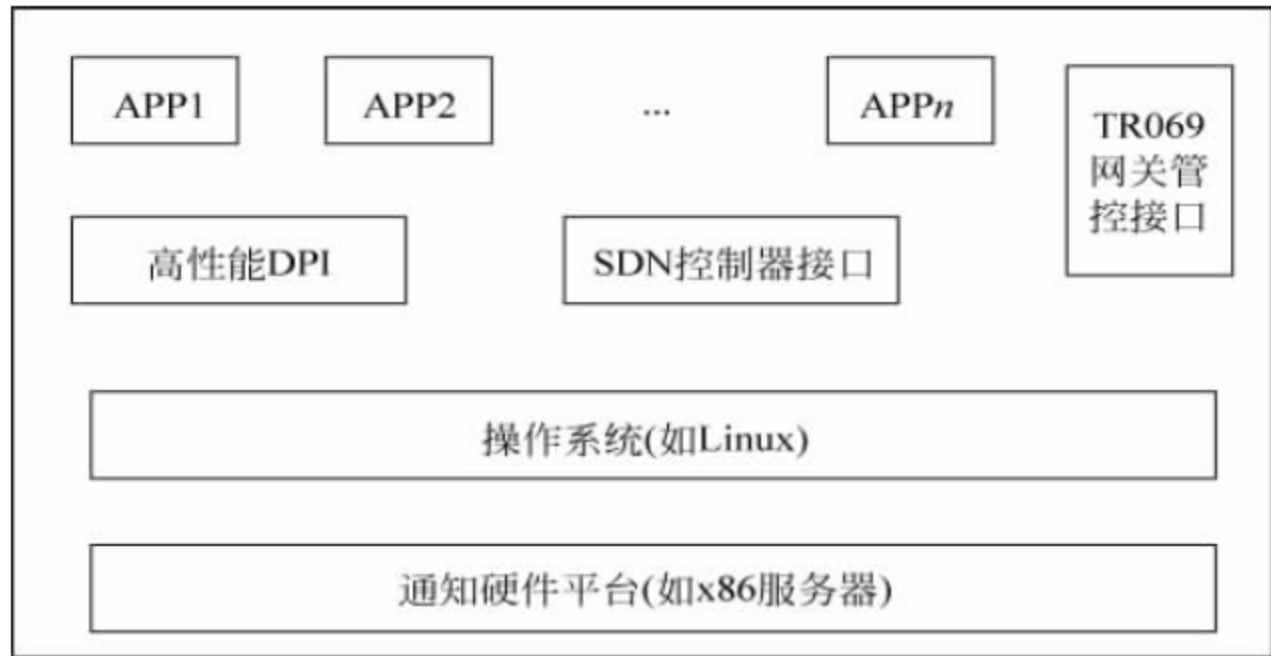 APP1 APP2 ... APPn
TR069
网关管
控接口
高性能DPI SDN控制器接口
操作系统(如Linux)
通知硬件平台(如x86服务器)